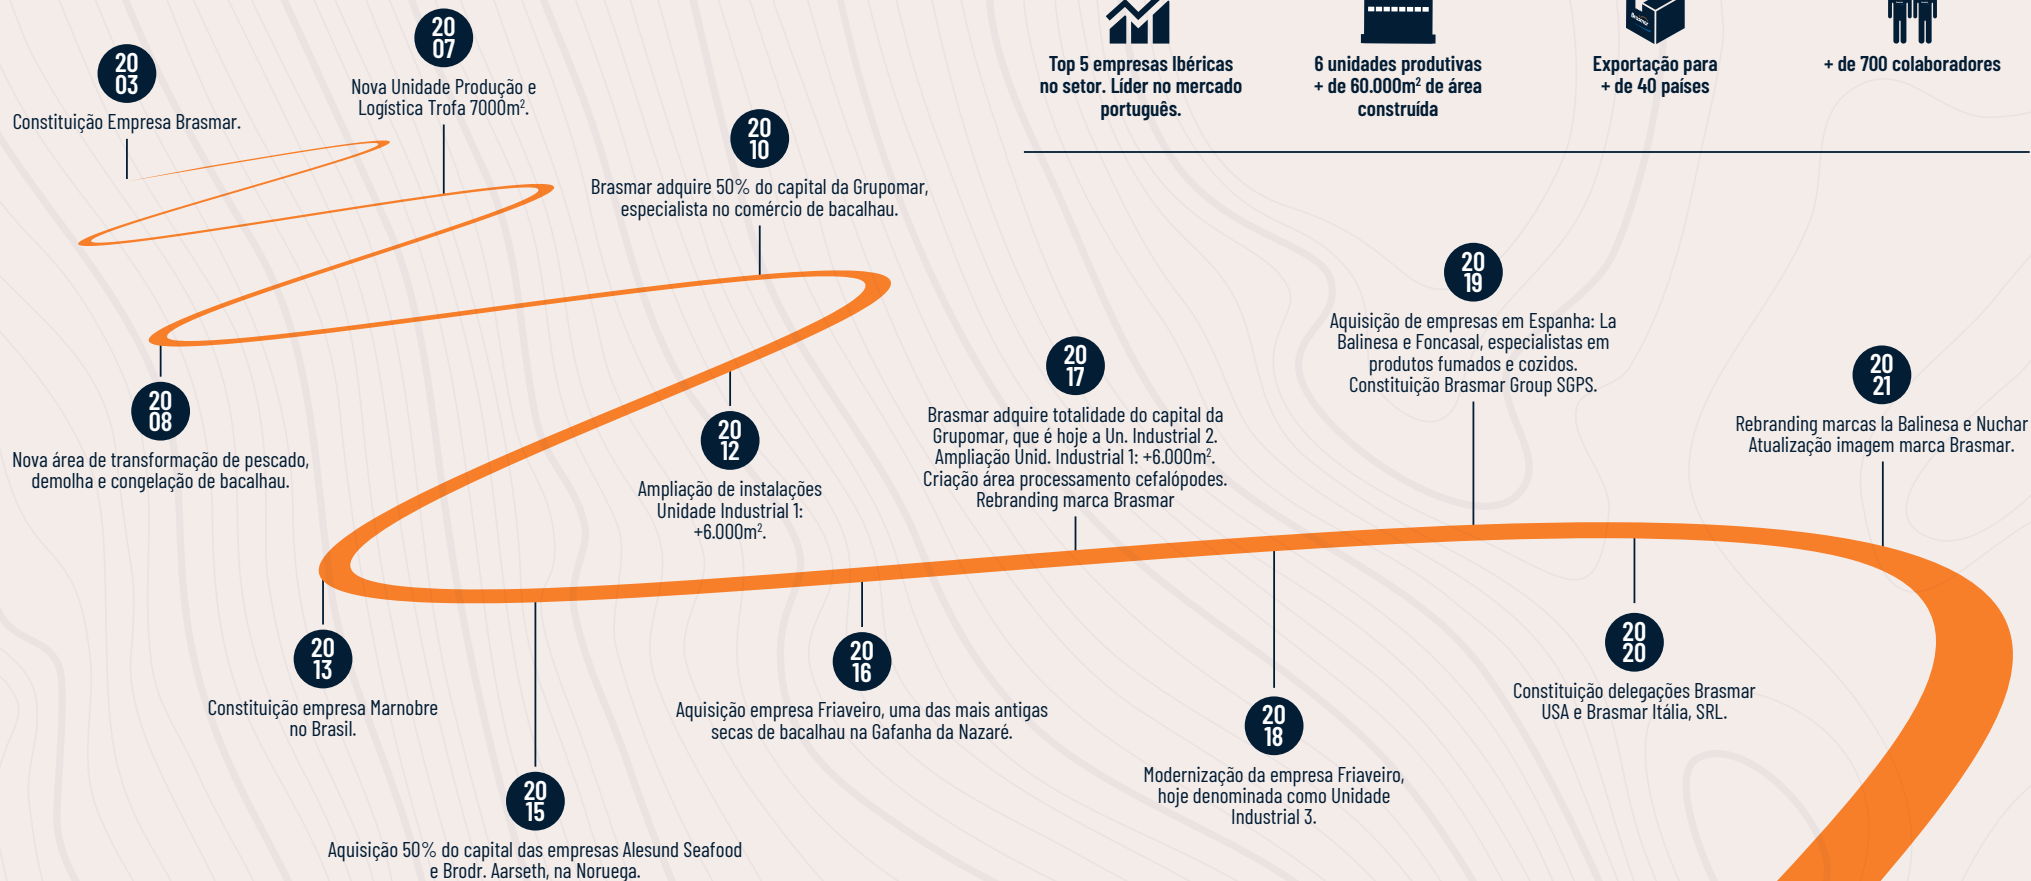 20
03
Constituição Empresa Brasmar.
20
07
Nova Unidade Produção e
Logística Trofa 7000m².
Top 5 empresas Ibéricas
no setor. Líder no mercado
português.
6 unidades produtivas
+ de 60.000m² de área
construída
Exportação para
+ de 40 países
+ de 700 colaboradores
20
08
Nova área de transformação de pescado,
demolha e congelação de bacalhau.
20
10
Brasmar adquire 50% do capital da Grupomar,
especialista no comércio de bacalhau.
20
12
Ampliação de instalações
Unidade Industrial 1:
+6.000m².
20
13
Constituição empresa Marnobre
no Brasil.
20
15
Aquisição 50% do capital das empresas Alesund Seafood
e Brodr. Aarseth, na Noruega.
20
16
Aquisição empresa Friaveiro, uma das mais antigas
secas de bacalhau na Gafanha da Nazaré.
20
17
Brasmar adquire totalidade do capital da
Grupomar, que é hoje a Un. Industrial 2.
Ampliação Unid. Industrial 1: +6.000m².
Criação área processamento cefalópodes.
Rebranding marca Brasmar
20
18
Modernização da empresa Friaveiro,
hoje denominada como Unidade
Industrial 3.
20
19
Aquisição de empresas em Espanha: La
Balinesa e Foncasal, especialistas em
produtos fumados e cozidos.
Constituição Brasmar Group SGPS.
20
20
Constituição delegações Brasmar
USA e Brasmar Itália, SRL.
20
21
Rebranding marcas la Balinesa e Nuchar
Atualização imagem marca Brasmar.